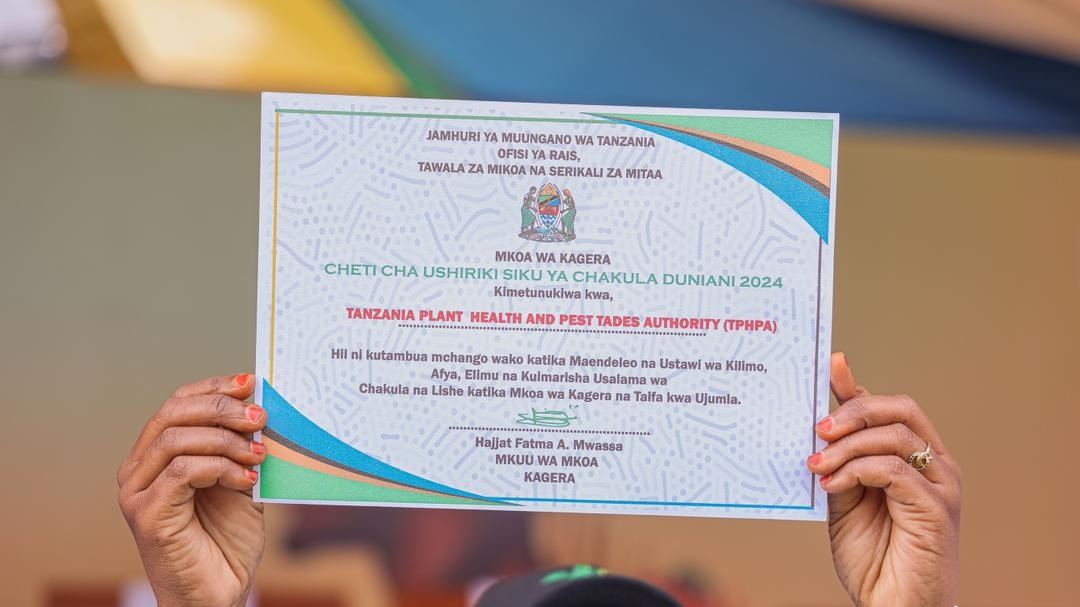 JAMHURI YA MUUNGANO WA TANZANIA
OFISI YA RAIS,
TAWALA ZA MIKOA NA SERIKALI ZA MITAA
MKOA WA KAGERA
CHETI CHA USHIRIKI SIKU YA CHAKULA DUNIANI 2024
Kimetunukiwa kwa,
TANZANIA PLANT HEALTH AND PEST TADES AUTHORITY (TPHPA)
Hii ni kutambua mchango wako katika Maendeleo na Ustawi wa Kilimo,
Afya, Elimu na Kuimarisha Usalama wa
Chakula na Lishe katika Mkoa wa Kagera na Taifa kwa Ujumla.
Hajjat Fatma A. Mwassa
MKUU WA MKOA
KAGERA